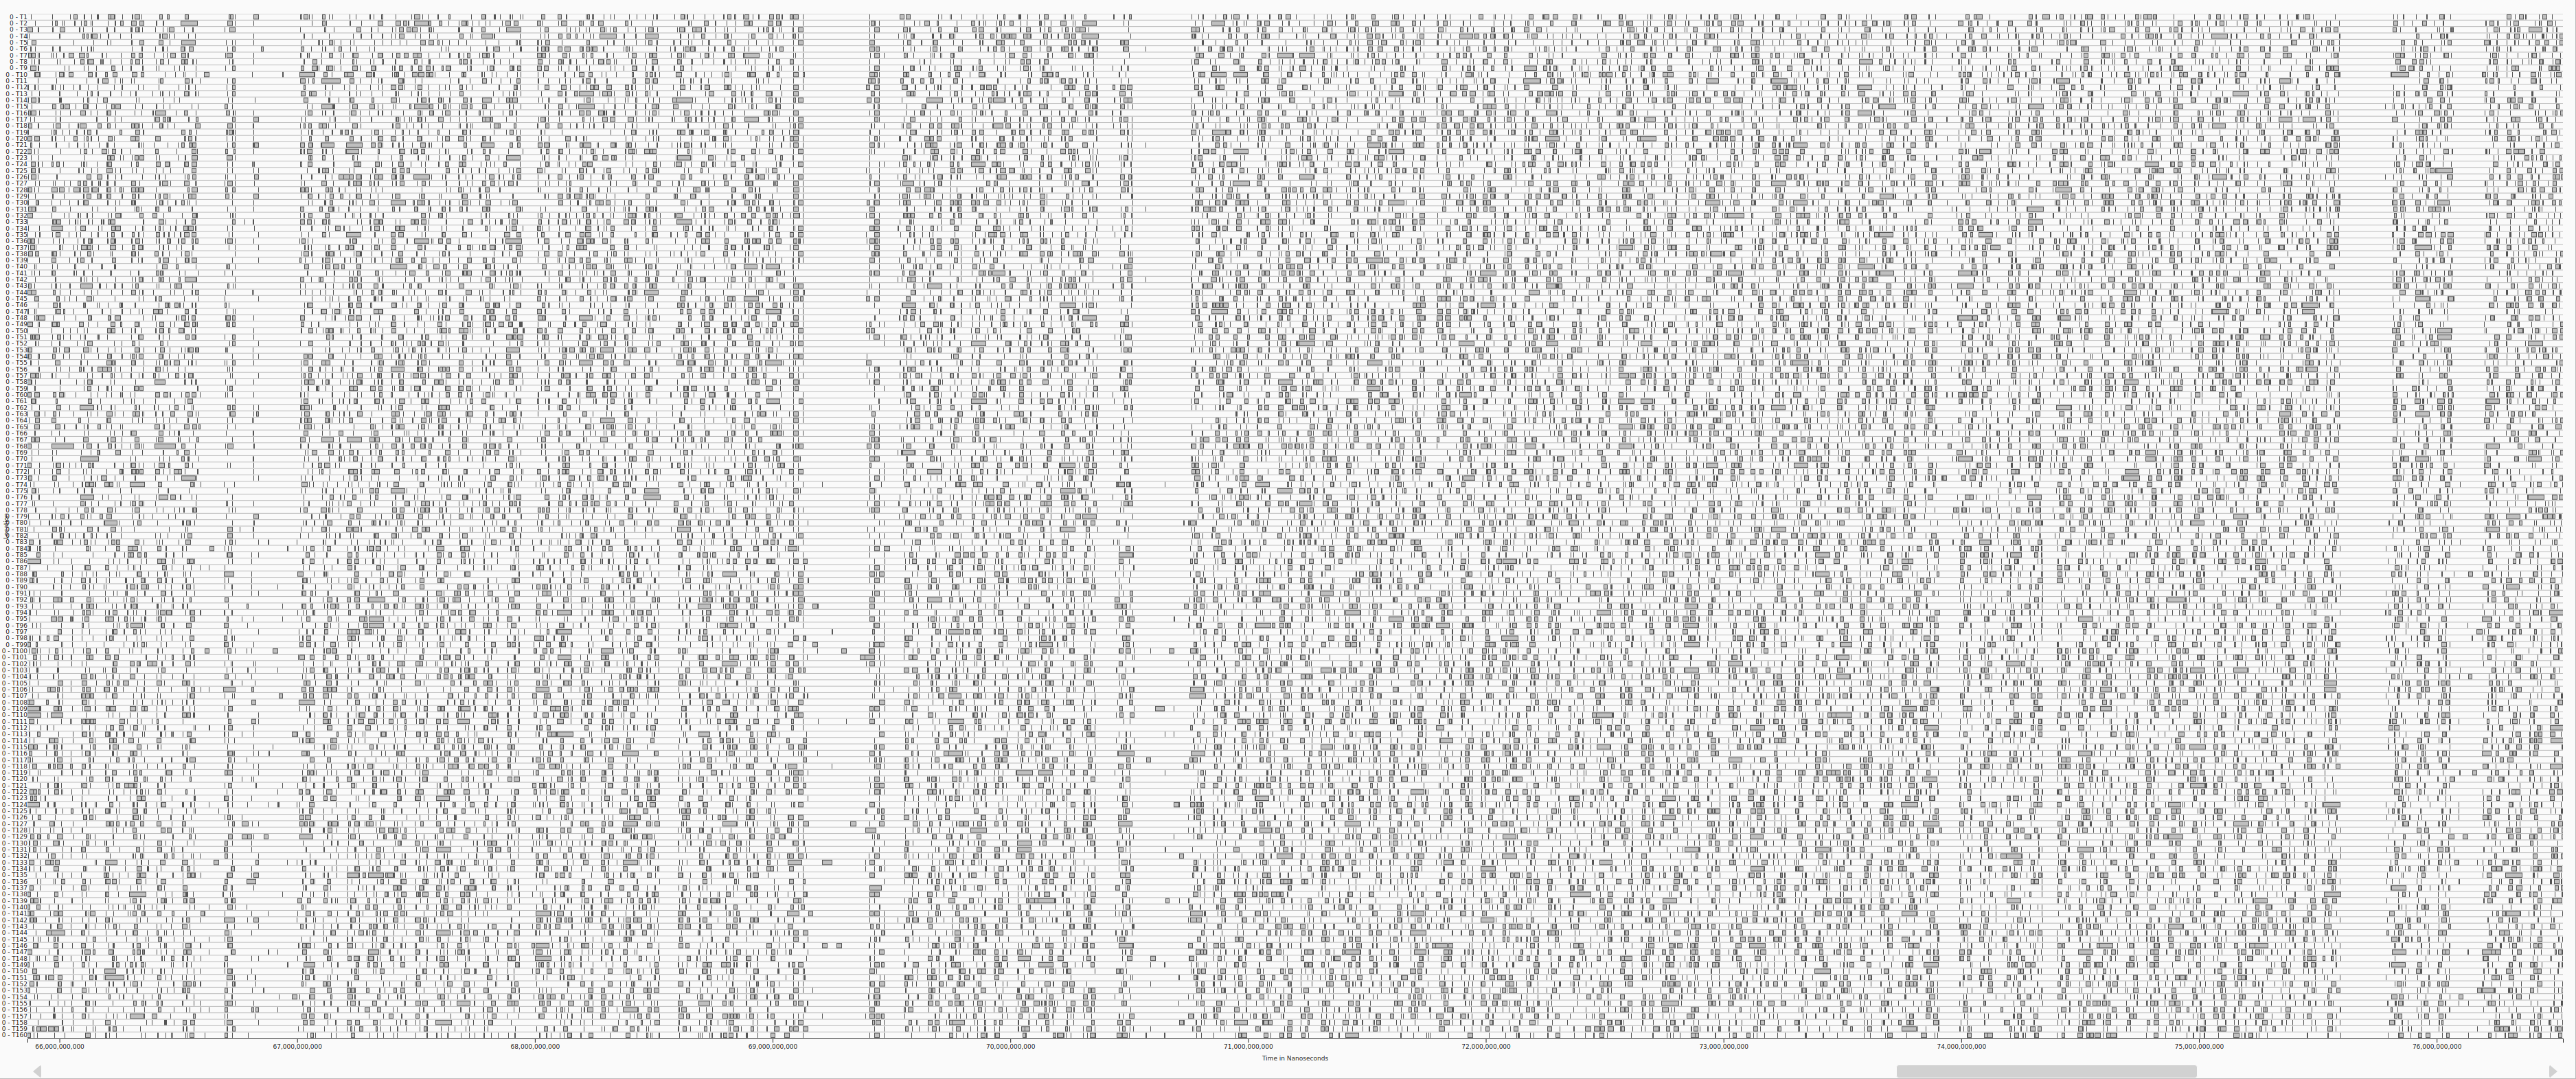 0 - T1
0 - T2
0 - T3
0 - T4
0 - T5
0 - T6
0 - T7
0 - T8
0 - T9
0 - T10
0 - T11
0 - T12
0 - T13
0 - T14
0 - T15
0 - T16
0 - T17
0 - T18
0 - T19
0 - T20
0 - T21
0 - T22
0 - T23
0 - T24
0 - T25
0 - T26
0 - T27
0 - T28
0 - T29
0 - T30
0 - T31
0 - T32
0 - T33
0 - T34
0 - T35
0 - T36
0 - T37
0 - T38
0 - T39
0 - T40
0 - T41
0 - T42
0 - T43
0 - T44
0 - T45
0 - T46
0 - T47
0 - T48
0 - T49
0 - T50
0 - T51
0 - T52
0 - T53
0 - T54
0 - T55
0 - T56
0 - T57
0 - T58
0 - T59
0 - T60
0 - T61
0 - T62
0 - T63
0 - T64
0 - T65
0 - T66
0 - T67
0 - T68
0 - T69
0 - T70
0 - T71
0 - T72
0 - T73
0 - T74
0 - T75
0 - T76
0 - T77
0 - T78
0 - T79
0 - T80
0 - T81
0 - T82
0 - T83
0 - T84
0 - T85
0 - T86
0 - T87
0 - T88
0 - T89
0 - T90
0 - T91
0 - T92
0 - T93
0 - T94
0 - T95
0 - T96
0 - T97
0 - T98
0 - T99
0 - T100
0 - T101
0 - T102
0 - T103
0 - T104
0 - T105
0 - T106
0 - T107
0 - T108
0 - T109
0 - T110
0 - T111
0 - T112
0 - T113
0 - T114
0 - T115
0 - T116
0 - T117
0 - T118
0 - T119
0 - T120
0 - T121
0 - T122
0 - T123
0 - T124
0 - T125
0 - T126
0 - T127
0 - T128
0 - T129
0 - T130
0 - T131
0 - T132
0 - T133
0 - T134
0 - T135
0 - T136
0 - T137
0 - T138
0 - T139
0 - T140
0 - T141
0 - T142
0 - T143
0 - T144
0 - T145
0 - T146
0 - T147
0 - T148
0 - T149
0 - T150
0 - T151
0 - T152
0 - T153
0 - T154
0 - T155
0 - T156
0 - T157
0 - T158
0 - T159
0 - T160
66,000,000,000 67,000,000,000 68,000,000,000 69,000,000,000 70,000,000,000 71,000,000,000 72,000,000,000 73,000,000,000 74,000,000,000 75,000,000,000 76,000,000,000
Time in Nanoseconds